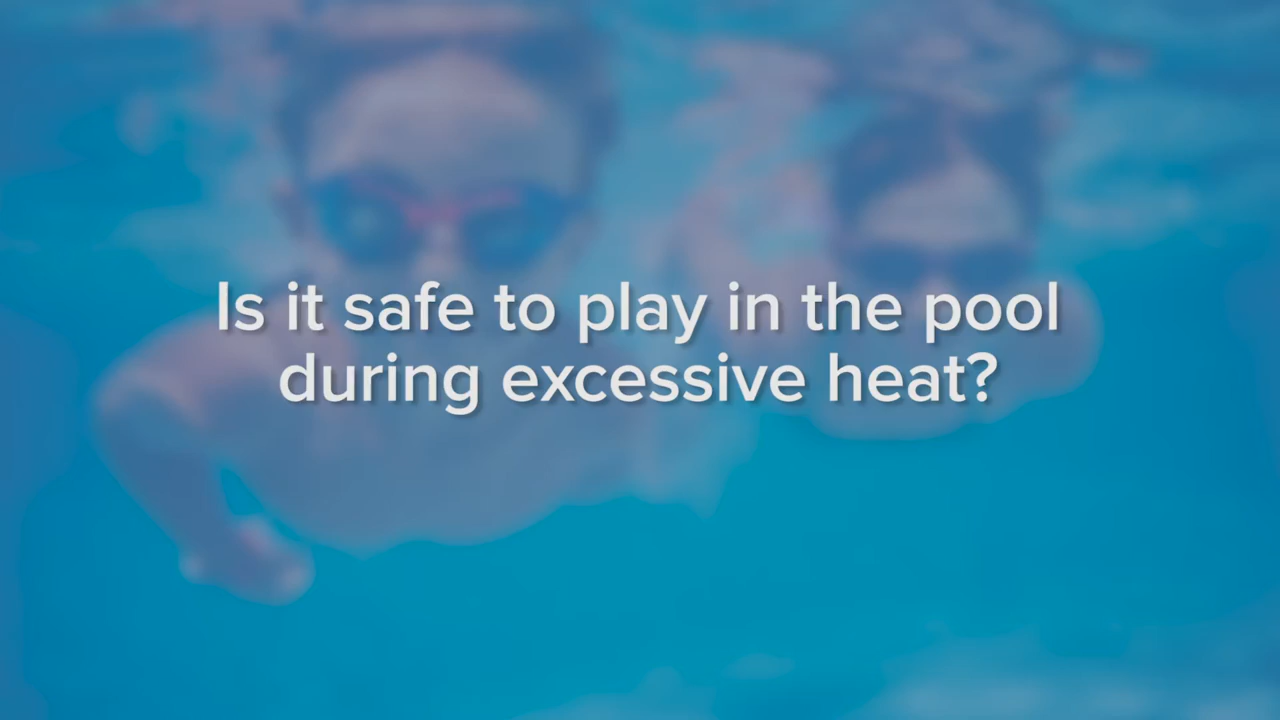 Is it safe to play in the pool
during excessive heat?